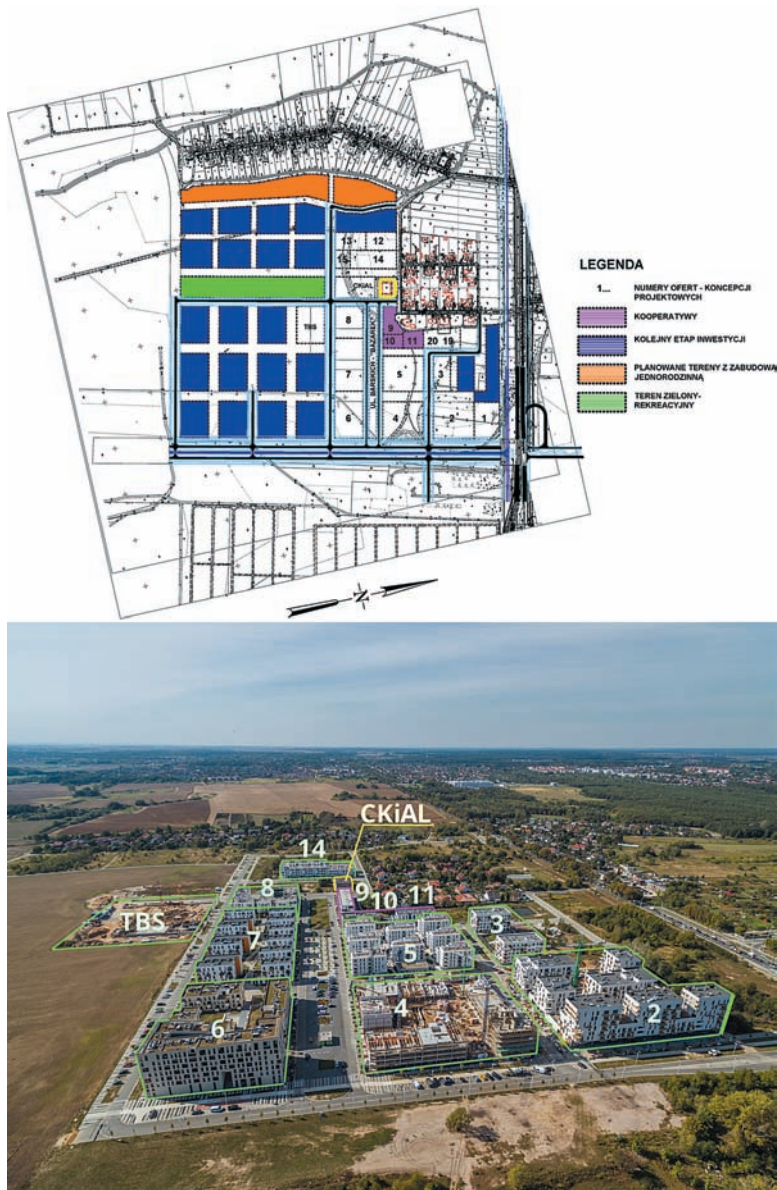 13 12
15 14
CKiAL
TBS
8
9
10 11
20 19
UL. BARSKICH - "BAZAREK"
7
5
3
6
4
2
1
N
LEGENDA
1... NUMERY OFERT - KONCEPCJI
PROJEKTOWYCH
KOOPERATYWY
KOLEJNY ETAP INWESTYCJI
PLANOWANE TERENY Z ZABUDOWĄ
JEDNORODZINNĄ
TEREN ZIELONY-
REKREACYJNY
CKiAL
14
8
9
10
11
TBS
7
3
5
6
4
2